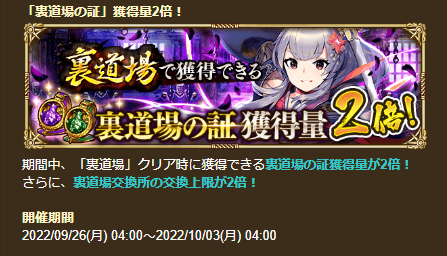 「裏道場の証」獲得量2倍！
裏道場で獲得できる
裏道場の証獲得量2倍!
期間中、「裏道場」クリア時に獲得できる裏道場の証獲得量が2倍！
さらに、裏道場交換所の交換上限が2倍！
開催期間
2022/09/26(月) 04:00～2022/10/03(月) 04:00